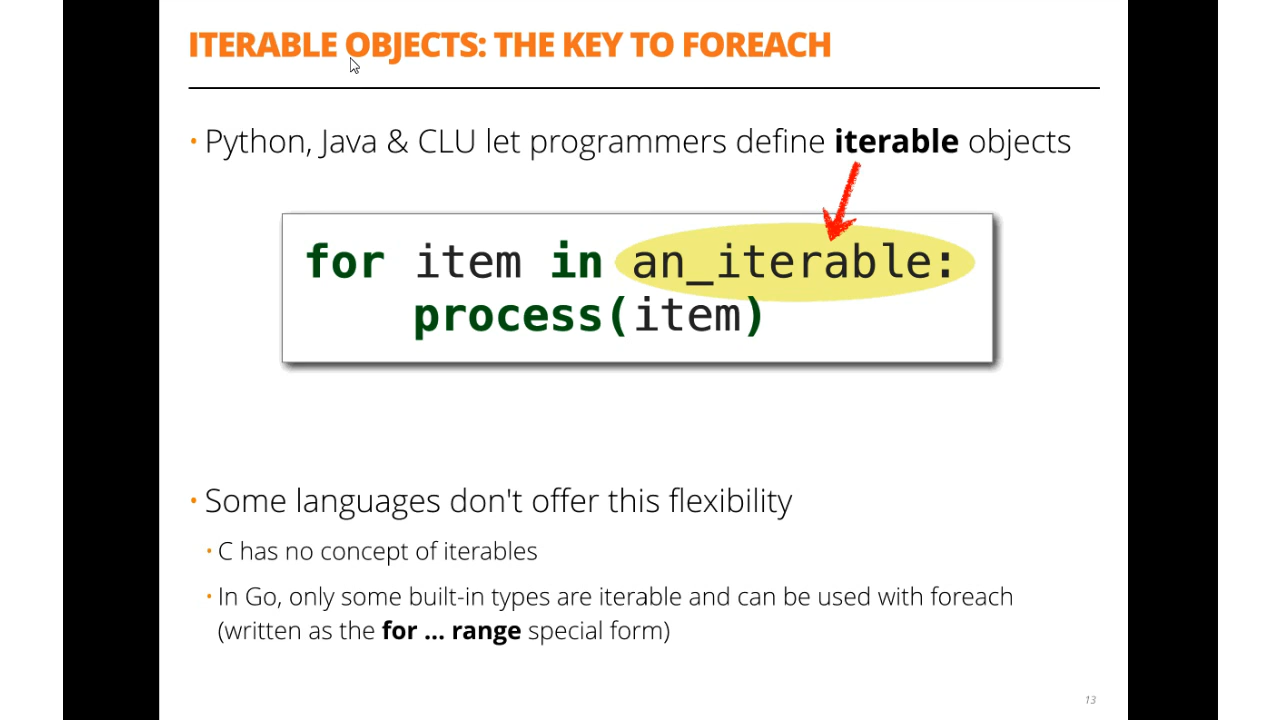 ITERABLE OBJECTS: THE KEY TO FOREACH
• Python, Java & CLU let programmers define iterable objects
for item in an_iterable:
    process(item)
• Some languages don't offer this flexibility
• C has no concept of iterables
• In Go, only some built-in types are iterable and can be used with foreach
(written as the for ... range special form)
13